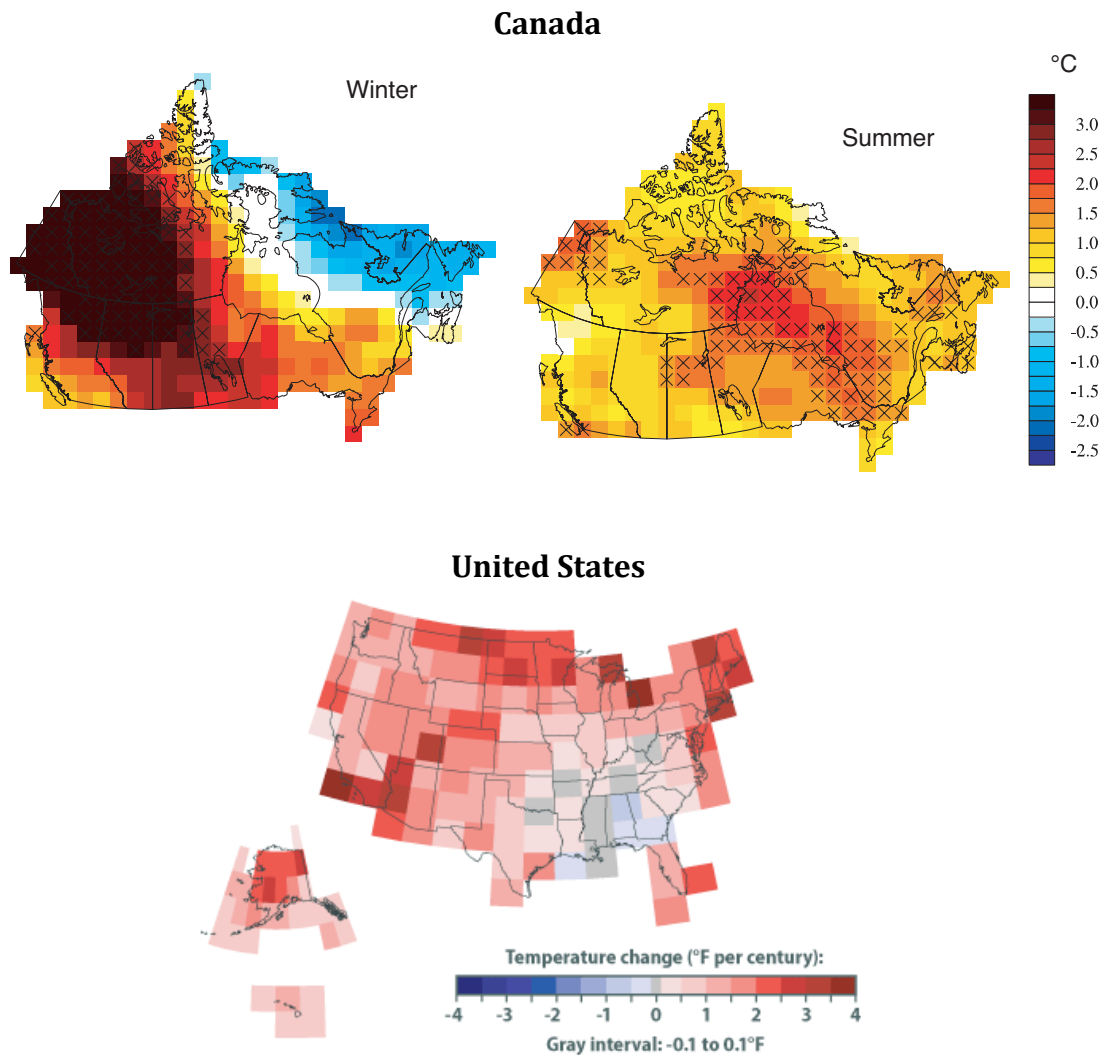 Canada
Winter
Summer
°C
3.0
2.5
2.0
1.5
1.0
0.5
0.0
-0.5
-1.0
-1.5
-2.0
-2.5
United States
Temperature change (°F per century):
-4 -3 -2 -1 0 1 2 3 4
Gray interval: -0.1 to 0.1°F